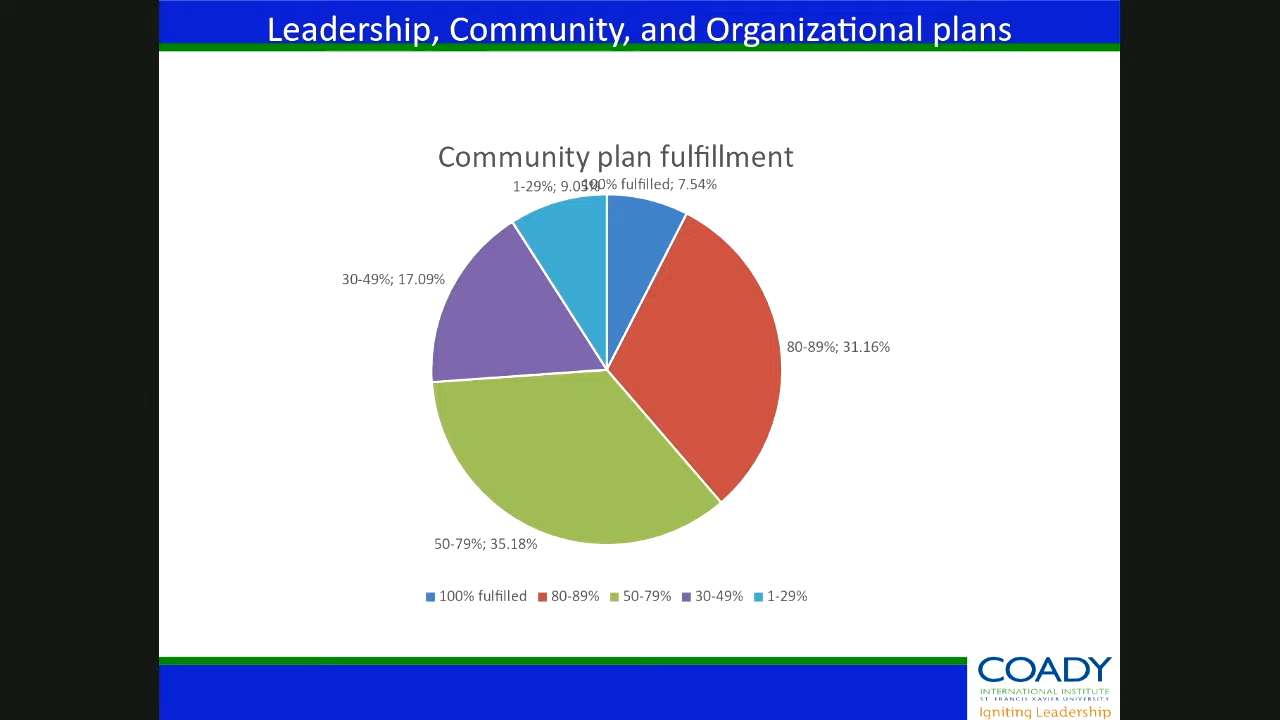 Leadership, Community, and Organizational plans
Community plan fulfillment
1-29%; 9.05%
100% fulfilled; 7.54%
30-49%; 17.09%
80-89%; 31.16%
50-79%; 35.18%
100% fulfilled 80-89% 50-79% 30-49% 1-29%
COADY
INTERNATIONAL INSTITUTE
ST. FRANCIS XAVIER UNIVERSITY
Igniting Leadership